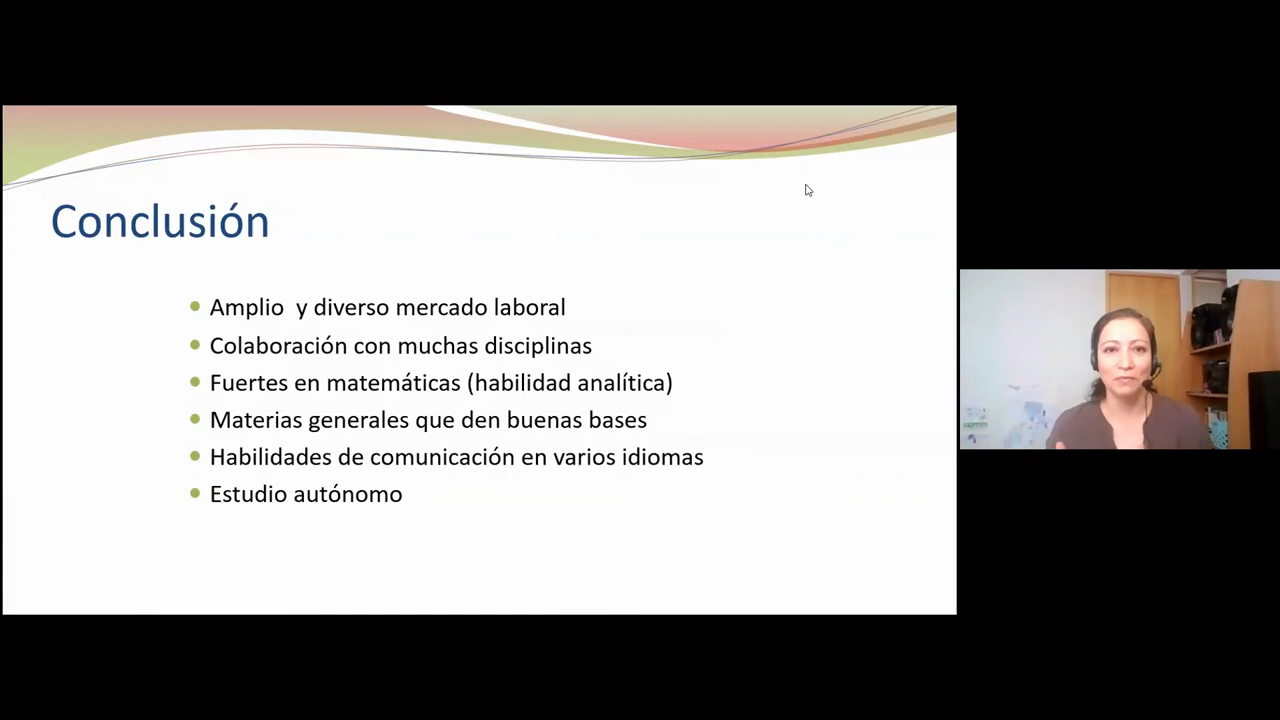 Conclusión
Amplio  y diverso mercado laboral
Colaboración con muchas disciplinas
Fuertes en matemáticas (habilidad analítica)
Materias generales que den buenas bases
Habilidades de comunicación en varios idiomas
Estudio autónomo